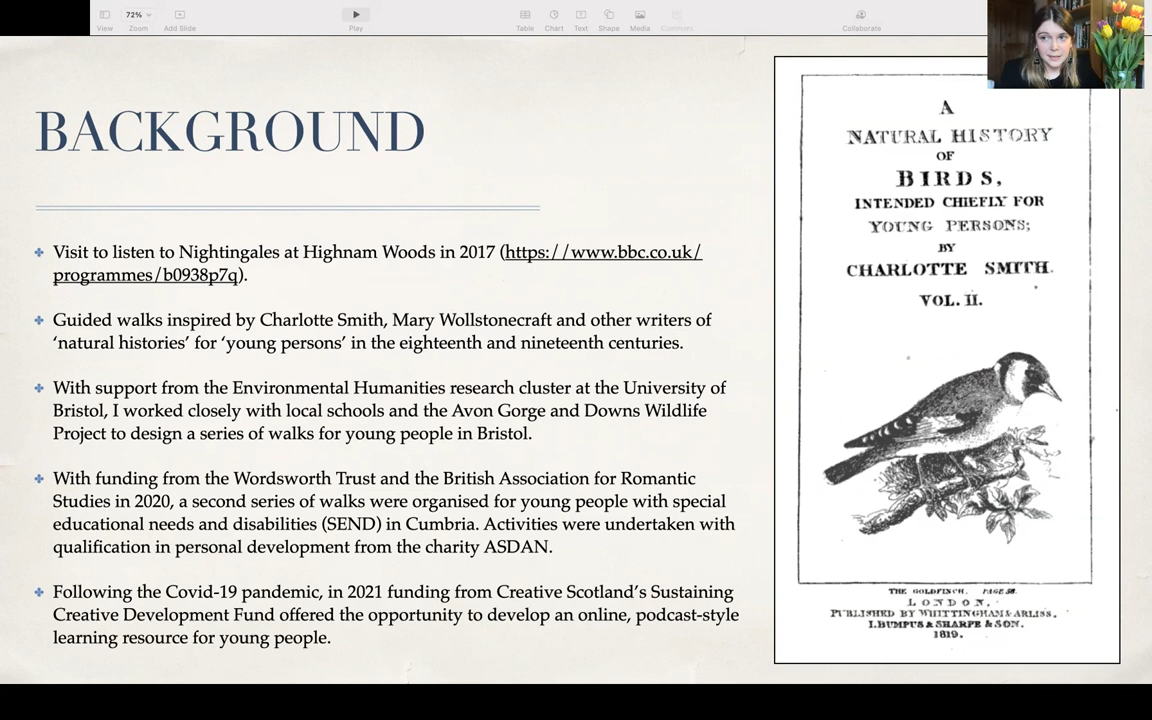 72%
View
Zoom
Add Slide
Play
Table
Chart
Text
Shape
Media
Comment
Collaborate
BACKGROUND
Visit to listen to Nightingales at Highnam Woods in 2017 (https://www.bbc.co.uk/
programmes/b0938p7q).
Guided walks inspired by Charlotte Smith, Mary Wollstonecraft and other writers of
‘natural histories’ for ‘young persons’ in the eighteenth and nineteenth centuries.
With support from the Environmental Humanities research cluster at the University of
Bristol, I worked closely with local schools and the Avon Gorge and Downs Wildlife
Project to design a series of walks for young people in Bristol.
With funding from the Wordsworth Trust and the British Association for Romantic
Studies in 2020, a second series of walks were organised for young people with special
educational needs and disabilities (SEND) in Cumbria. Activities were undertaken with
qualification in personal development from the charity ASDAN.
Following the Covid-19 pandemic, in 2021 funding from Creative Scotland’s Sustaining
Creative Development Fund offered the opportunity to develop an online, podcast-style
learning resource for young people.
A
NATURAL HISTORY
OF
BIRDS,
INTENDED CHIEFLY FOR
YOUNG PERSONS;
BY
CHARLOTTE SMITH.
VOL. II.
THE GOLDFINCH. PAGE 58.
LONDON,
PUBLISHED BY WHITTINGHAM & ARLISS.
I. BUMPUS & SHARPE & SON.
1819.